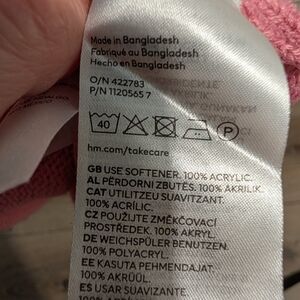 Made in Bangladesh
Fabriqué au Bangladesh
Hecho en Bangladesh
O/N 422783
P/N 11205657
40
P
hm.com/takecare
GB USE SOFTENER. 100% ACRYLIC.
AL PËRDORNI ZBUTËS. 100% AKRILIK.
CAT UTILITZEU SUAVITZANT.
100% ACRÍLIC.
CZ POUŽIJTE ZMĚKČOVACÍ
PROSTŘEDEK. 100% AKRYL.
DE WEICHSPÜLER BENUTZEN.
100% POLYACRYL.
EE KASUTA PEHMENDAJAT.
100% AKRÜÜL.
ES USAR SUAVIZANTE.